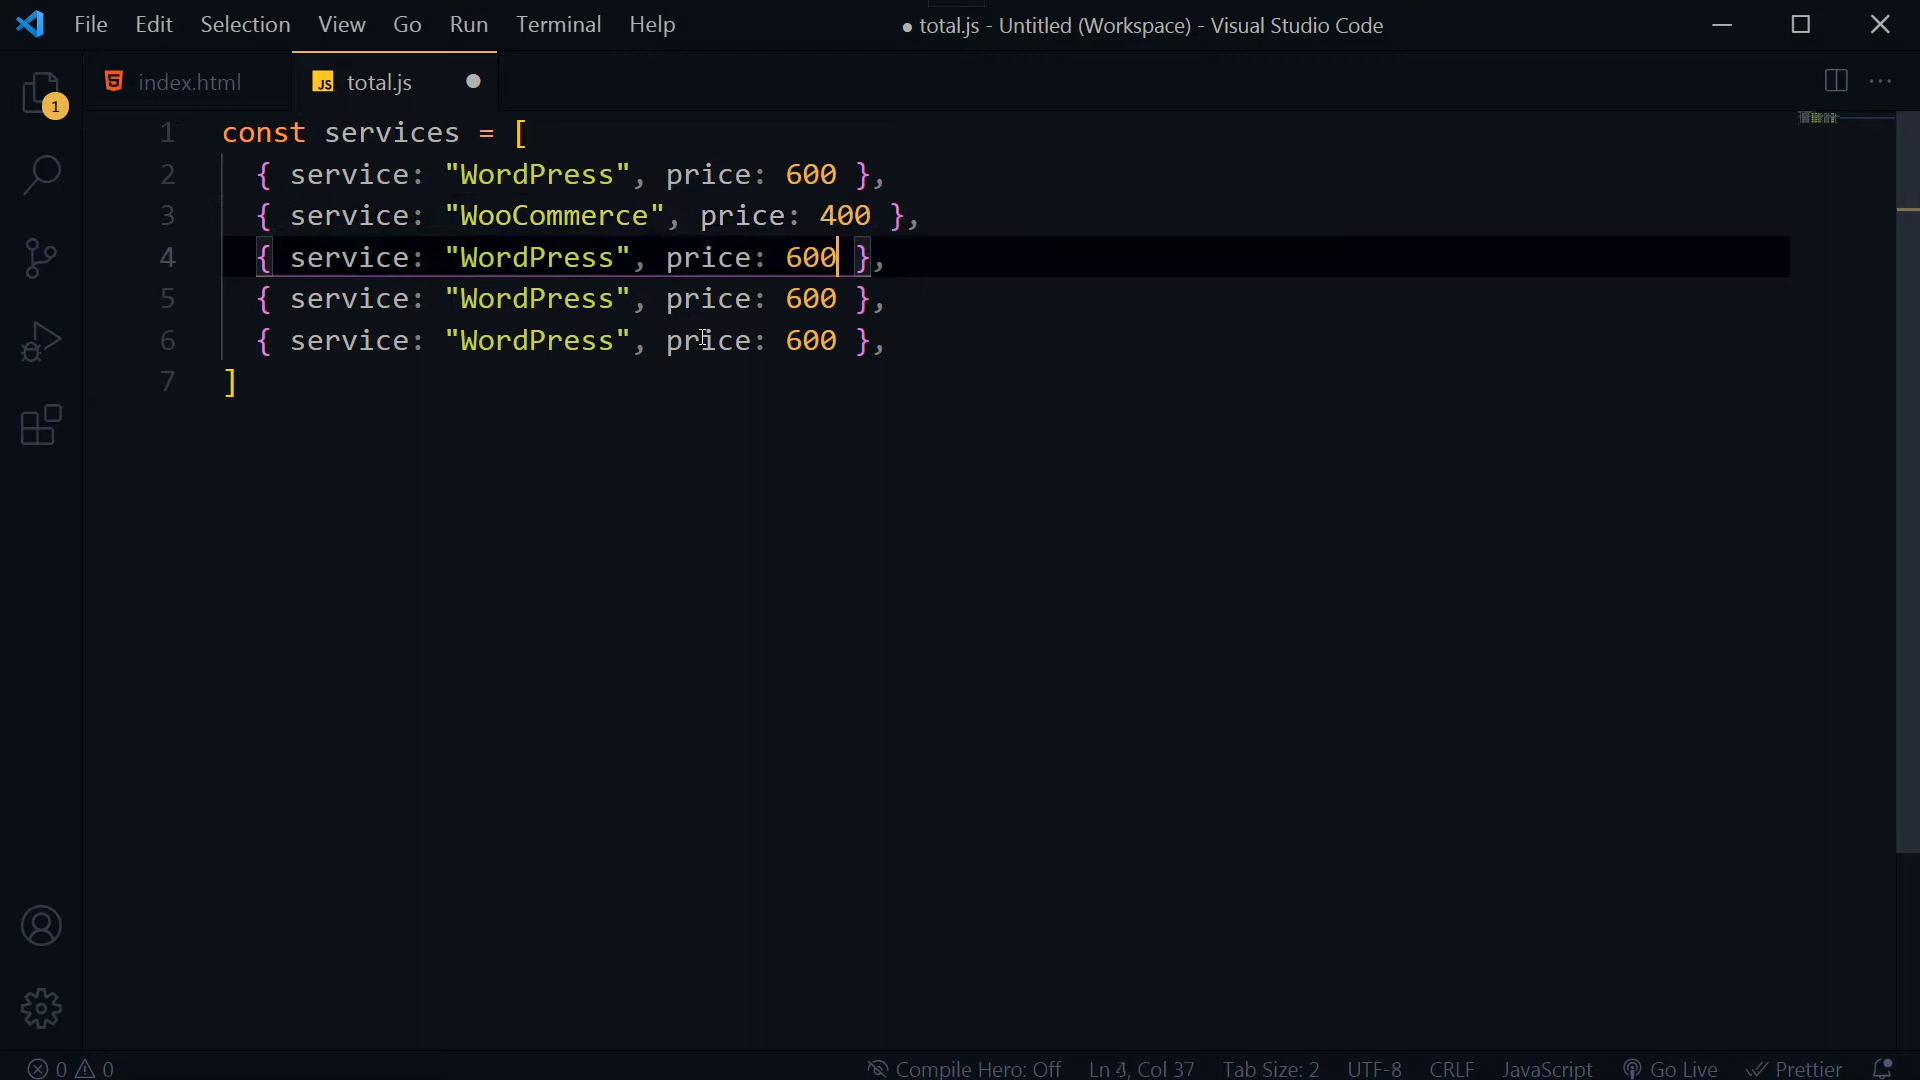 File Edit Selection View Go Run Terminal Help ● total.js - Untitled (Workspace) - Visual Studio Code
index.html JS total.js
1
1 const services = [
2 { service: "WordPress", price: 600 },
3 { service: "WooCommerce", price: 400 },
4 { service: "WordPress", price: 600 },
5 { service: "WordPress", price: 600 },
6 { service: "WordPress", price: 600 },
7 ]
0 0 Compile Hero: Off Ln , Col 37 Tab Size: 2 UTF-8 CRLF JavaScript Go Live Prettier